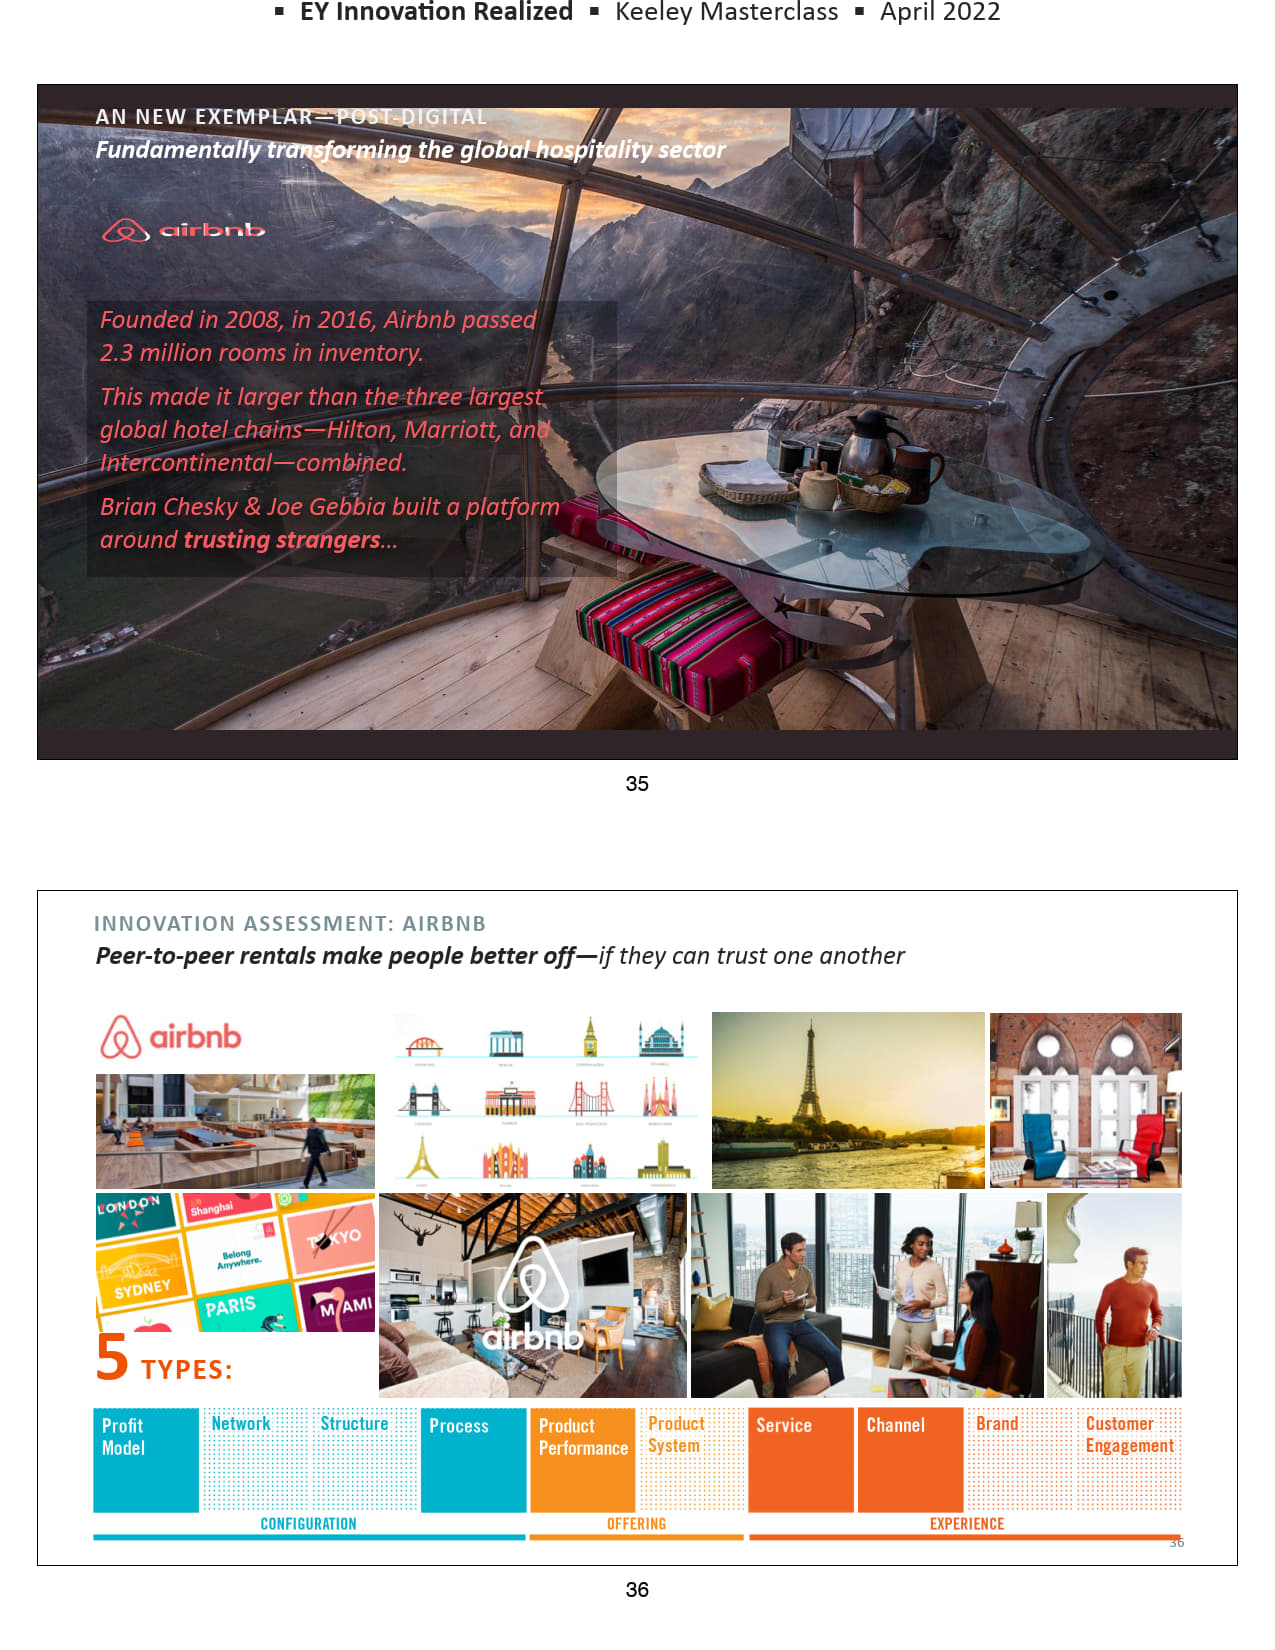 ▪ EY Innovation Realized ▪ Keeley Masterclass ▪ April 2022
AN NEW EXEMPLAR—POST-DIGITAL
Fundamentally transforming the global hospitality sector
airbnb
Founded in 2008, in 2016, Airbnb passed
2.3 million rooms in inventory.
This made it larger than the three largest
global hotel chains—Hilton, Marriott, and
Intercontinental—combined.
Brian Chesky & Joe Gebbia built a platform
around trusting strangers...
35
INNOVATION ASSESSMENT: AIRBNB
Peer-to-peer rentals make people better off—if they can trust one another
airbnb
LONDON
Shanghai
TOKYO
Belong
Anywhere.
SYDNEY
PARIS
MIAMI
airbnb
5 TYPES:
Profit
Model
Network
Structure
Process
Product
Performance
Product
System
Service
Channel
Brand
Customer
Engagement
CONFIGURATION
OFFERING
EXPERIENCE
36
36